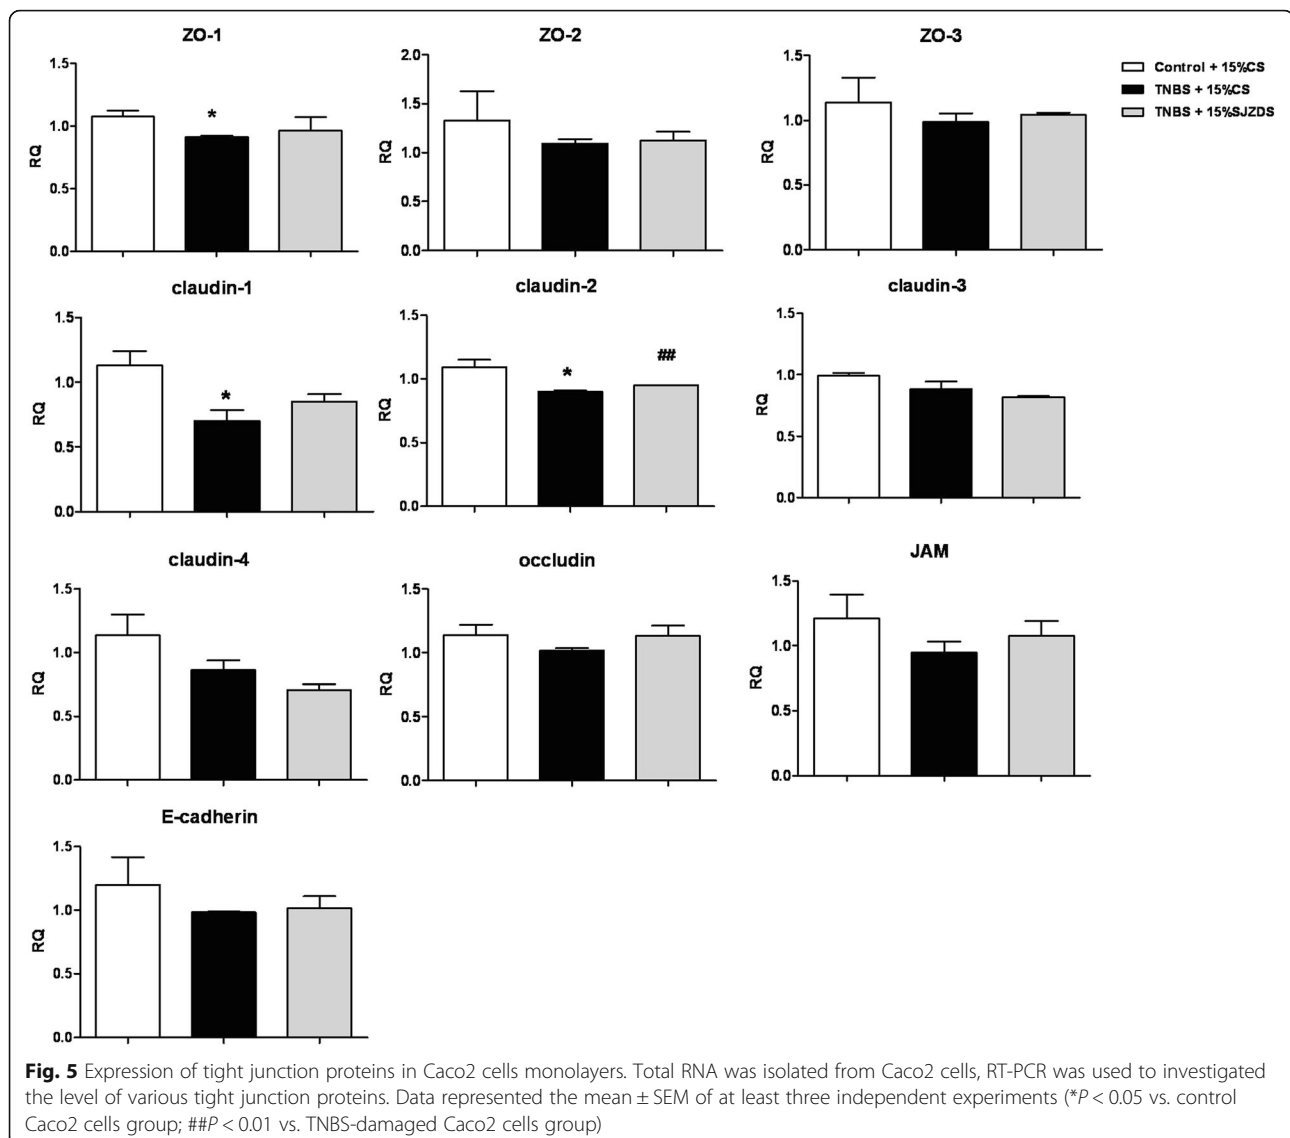 ZO-1
ZO-2
ZO-3
Control + 15%CS
TNBS + 15%CS
TNBS + 15%SJZDS
RQ
1.5
1.0
0.5
0.0
*
RQ
2.0
1.5
1.0
0.5
0.0
RQ
1.5
1.0
0.5
0.0
claudin-1
claudin-2
claudin-3
RQ
1.5
1.0
0.5
0.0
*
RQ
1.5
1.0
0.5
0.0
*
##
RQ
1.5
1.0
0.5
0.0
claudin-4
occludin
JAM
RQ
1.5
1.0
0.5
0.0
RQ
1.5
1.0
0.5
0.0
RQ
1.5
1.0
0.5
0.0
E-cadherin
RQ
1.5
1.0
0.5
0.0
Fig. 5 Expression of tight junction proteins in Caco2 cells monolayers. Total RNA was isolated from Caco2 cells, RT-PCR was used to investigated
the level of various tight junction proteins. Data represented the mean ± SEM of at least three independent experiments (*P < 0.05 vs. control
Caco2 cells group; ##P < 0.01 vs. TNBS-damaged Caco2 cells group)